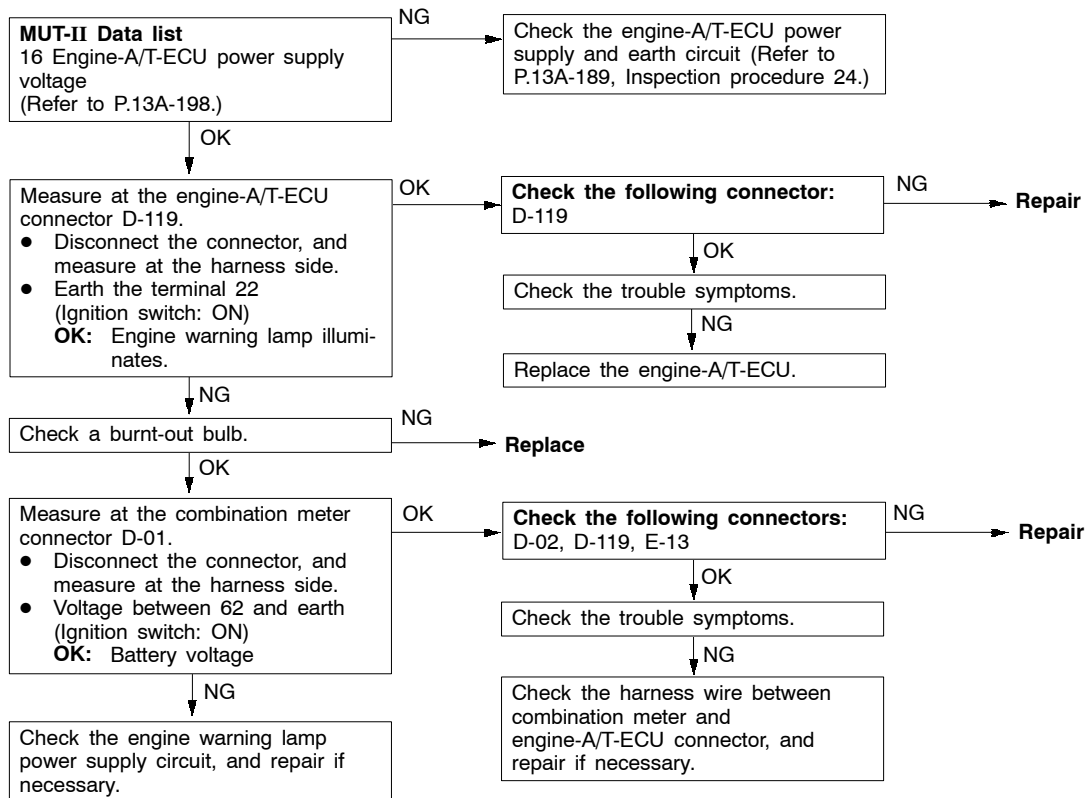 MUT-II Data list
16 Engine-A/T-ECU power supply
voltage
(Refer to P.13A-198.)
NG
Check the engine-A/T-ECU power
supply and earth circuit (Refer to
P.13A-189, Inspection procedure 24.)
OK
Measure at the engine-A/T-ECU
connector D-119.
● Disconnect the connector, and
measure at the harness side.
● Earth the terminal 22
(Ignition switch: ON)
OK: Engine warning lamp illumi-
nates.
OK
Check the following connector:
D-119
NG
Repair
OK
Check the trouble symptoms.
NG
Replace the engine-A/T-ECU.
NG
Check a burnt-out bulb.
NG
Replace
OK
Measure at the combination meter
connector D-01.
● Disconnect the connector, and
measure at the harness side.
● Voltage between 62 and earth
(Ignition switch: ON)
OK: Battery voltage
OK
Check the following connectors:
D-02, D-119, E-13
NG
Repair
OK
Check the trouble symptoms.
NG
Check the harness wire between
combination meter and
engine-A/T-ECU connector, and
repair if necessary.
NG
Check the engine warning lamp
power supply circuit, and repair if
necessary.